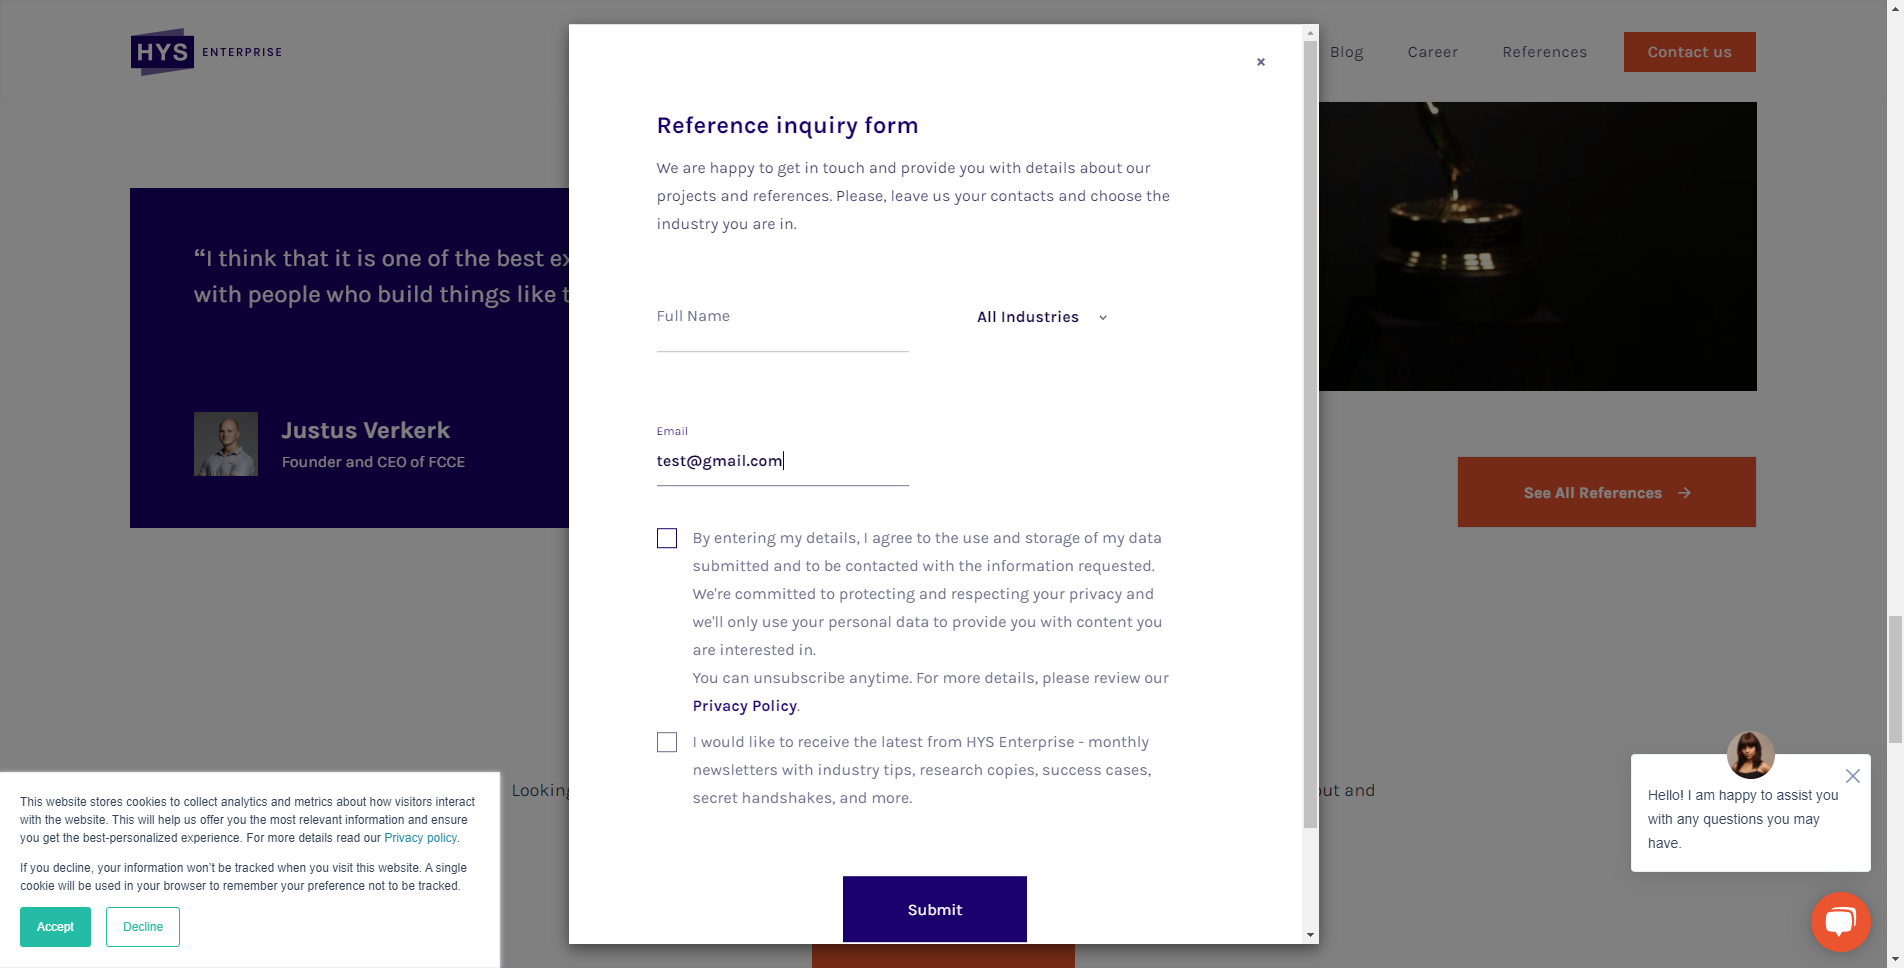 HYS ENTERPRISE
Blog
Career
References
Contact us
×
Reference inquiry form
We are happy to get in touch and provide you with details about our
projects and references. Please, leave us your contacts and choose the
industry you are in.
“I think that it is one of the best
with people who build things like
Full Name
All Industries
Justus Verkerk
Founder and CEO of FCCE
Email
test@gmail.com
See All References
By entering my details, I agree to the use and storage of my data
submitted and to be contacted with the information requested.
We're committed to protecting and respecting your privacy and
we'll only use your personal data to provide you with content you
are interested in.
You can unsubscribe anytime. For more details, please review our
Privacy Policy.
I would like to receive the latest from HYS Enterprise - monthly
newsletters with industry tips, research copies, success cases,
secret handshakes, and more.
Submit
Looking
and
This website stores cookies to collect analytics and metrics about how visitors interact
with the website. This will help us offer you the most relevant information and ensure
you get the best-personalized experience. For more details read our Privacy policy.
If you decline, your information won’t be tracked when you visit this website. A single
cookie will be used in your browser to remember your preference not to be tracked.
Accept
Decline
Hello! I am happy to assist you
with any questions you may
have.